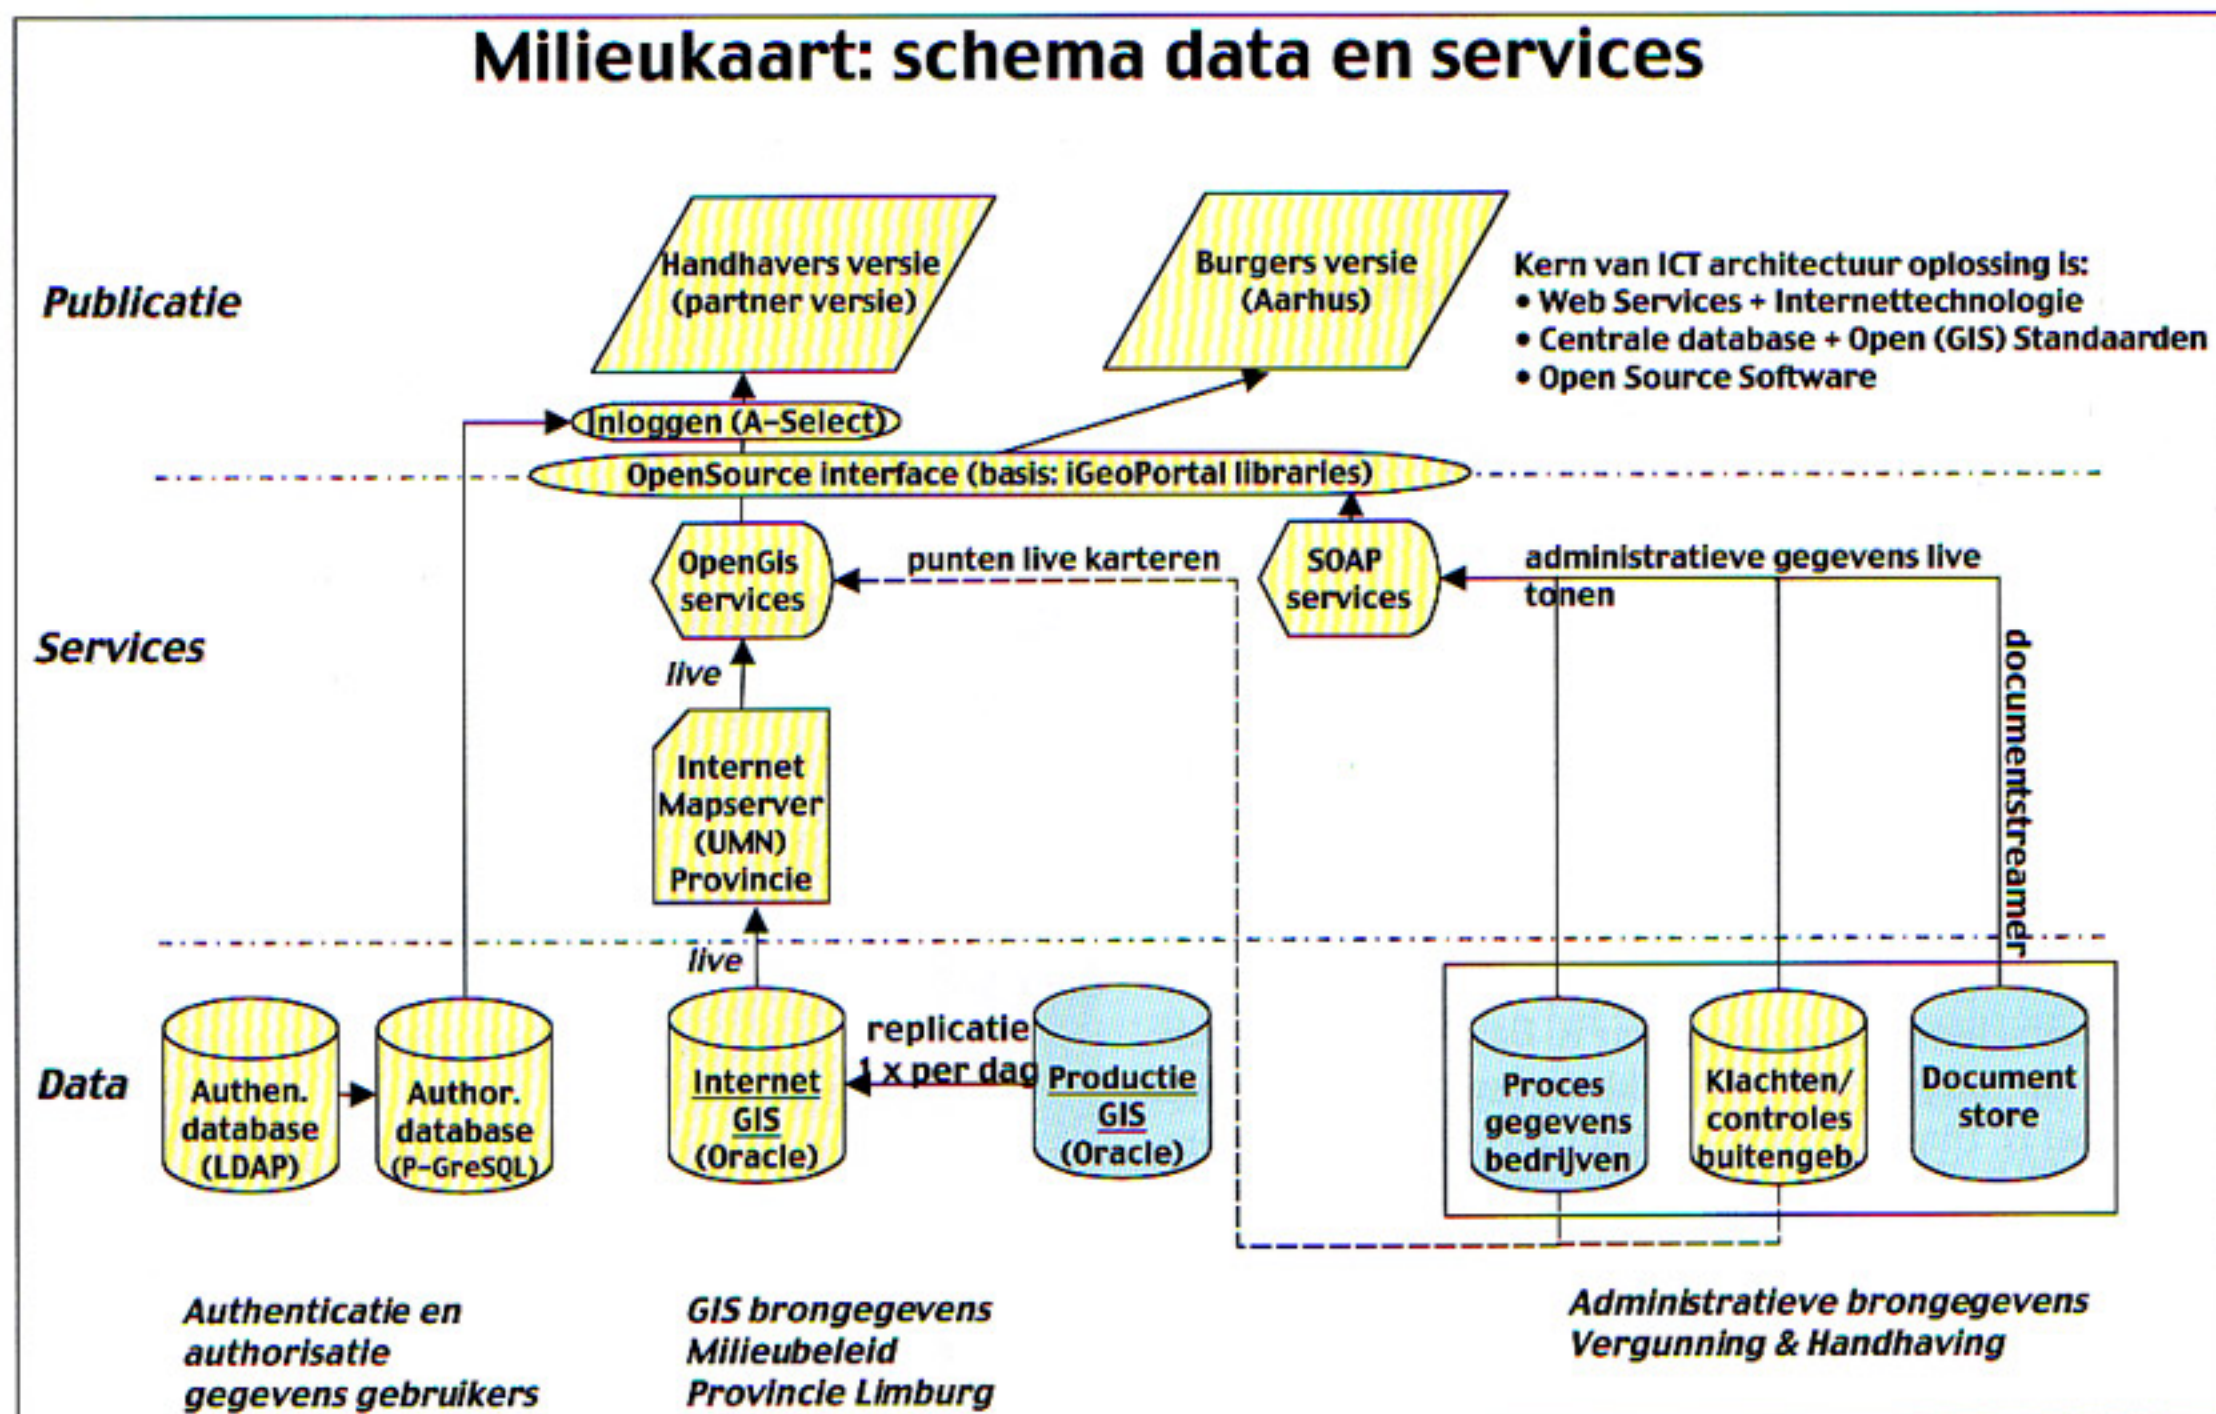 Milieukaart: schema data en services
Publicatie
Handhavers versie
(partner versie)
Burgers versie
(Aarhus)
Kern van ICT architectuur oplossing is:
• Web Services + Internettechnologie
• Centrale database + Open (GIS) Standaarden
• Open Source Software
Inloggen (A-Select)
OpenSource interface (basis: iGeoPortal libraries)
Services
OpenGis
services
punten live karteren
SOAP
services
administratieve gegevens live
tonen
documentstreamer
live
Internet
Mapserver
(UMN)
Provincie
live
Data
Authen.
database
(LDAP)
Author.
database
(P-GreSQL)
Internet
GIS
(Oracle)
replicatie
1 x per dag
Productie
GIS
(Oracle)
Proces
gegevens
bedrijven
Klachten/
controles
buitengeb.
Document
store
Authenticatie en
authorisatie
gegevens gebruikers
GIS brongegevens
Milieubeleid
Provincie Limburg
Administratieve brongegevens
Vergunning & Handhaving